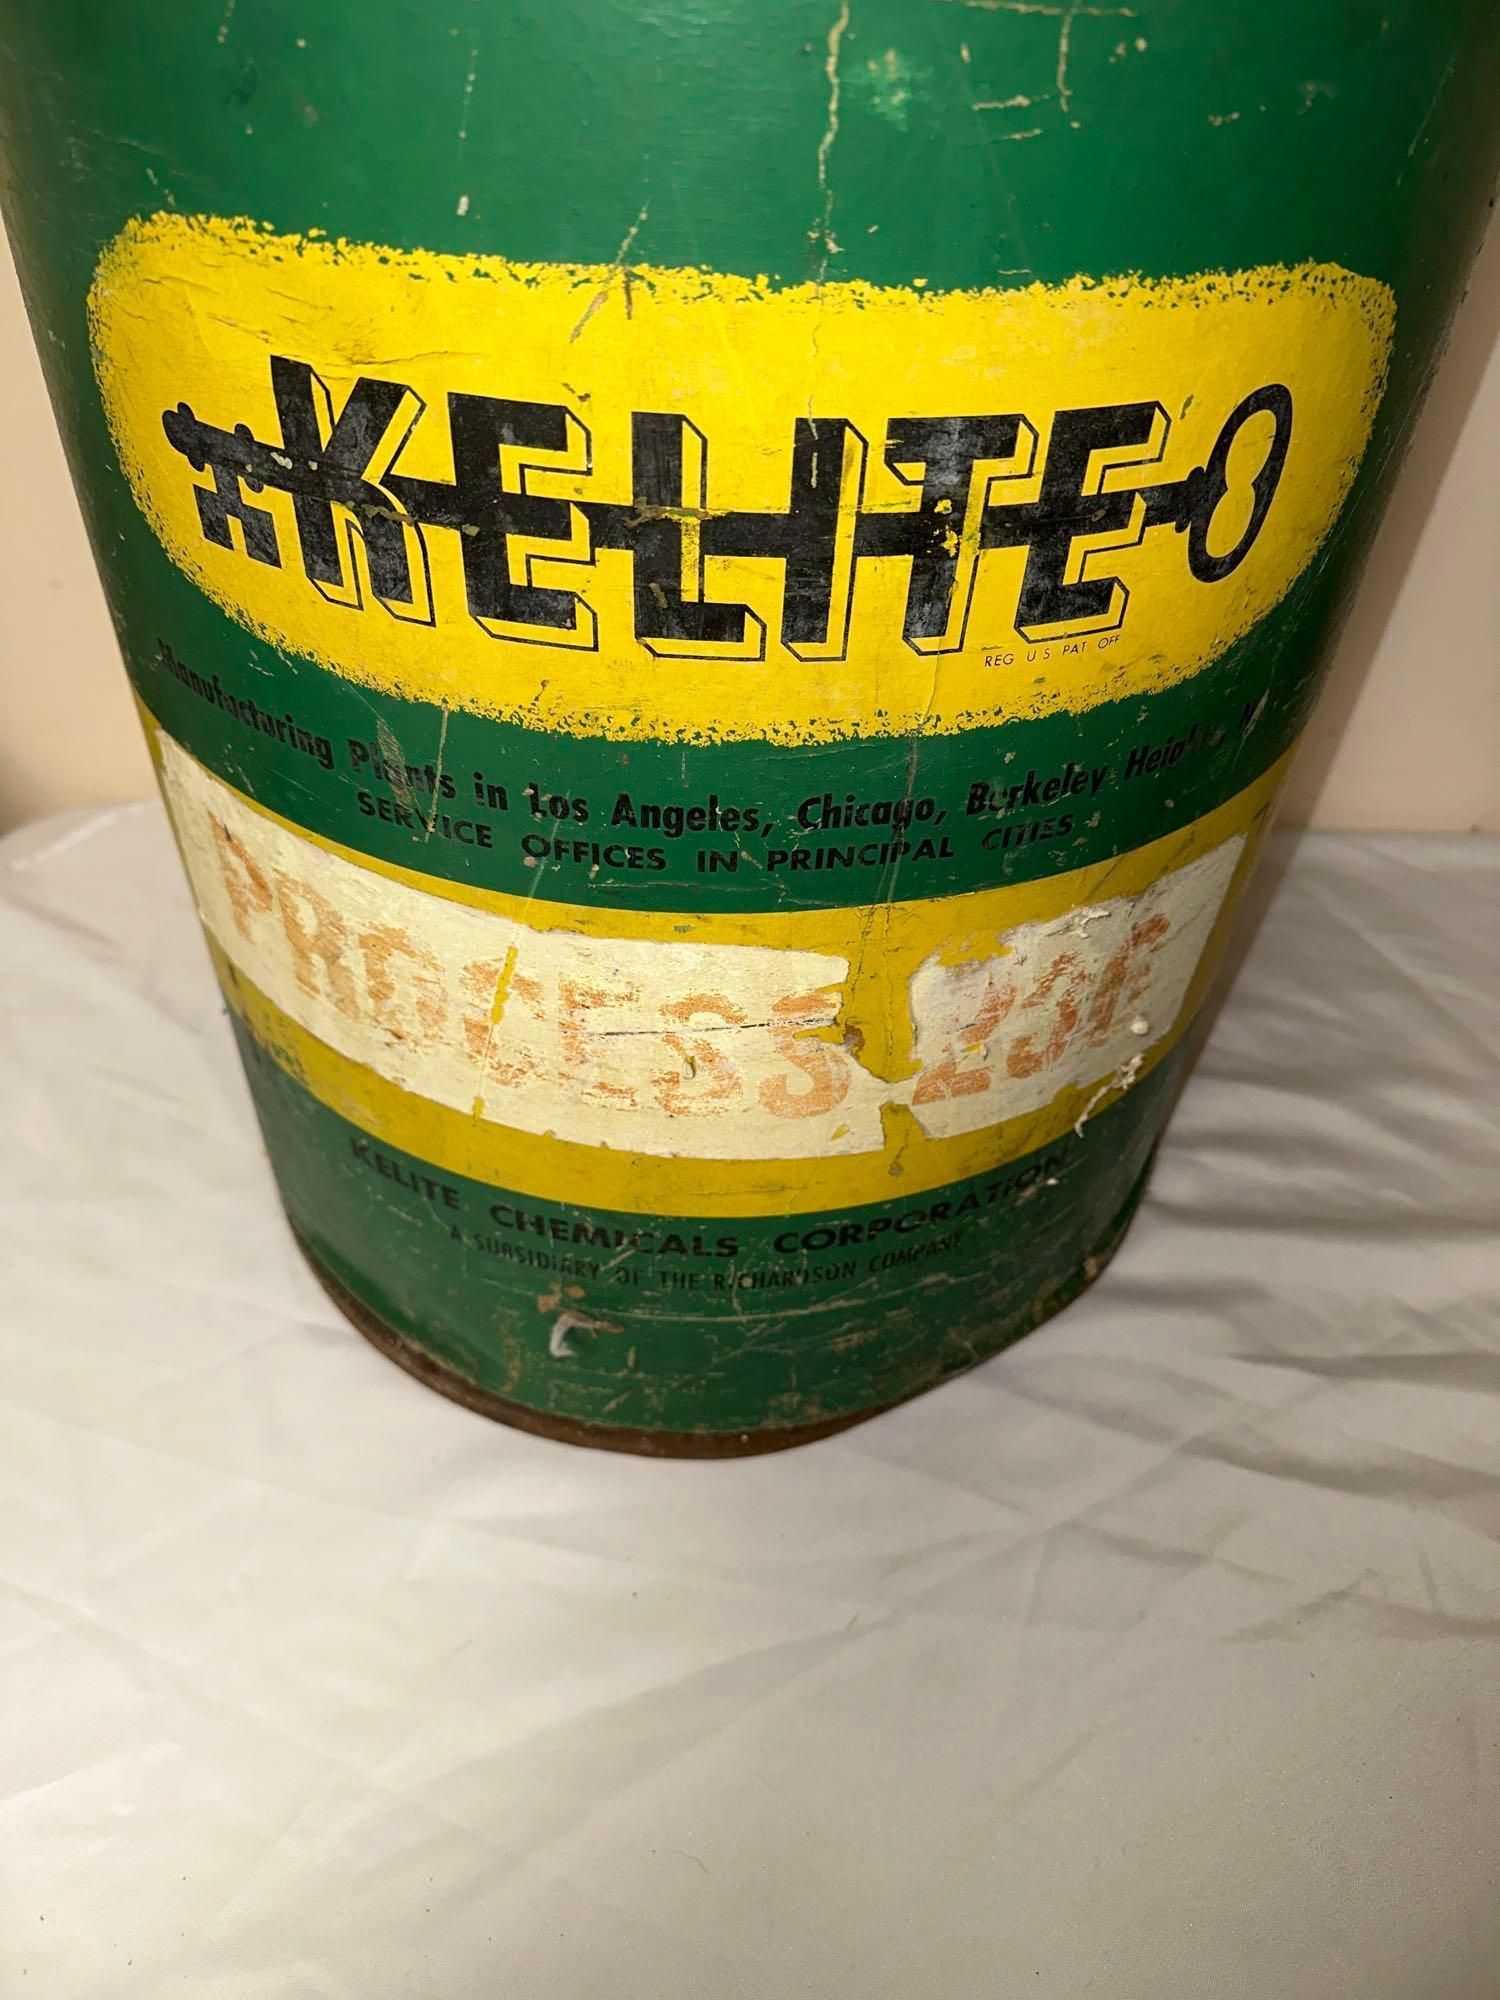 KELITE
REG U S PAT OFF
Manufacturing Plants in Los Angeles, Chicago, Berkeley Heights, N
SERVICE OFFICES IN PRINCIPAL CITIES
PROCESS
KELITE CHEMICALS CORPORATION
A SUBSIDIARY OF THE RICHARDSON COMPANY